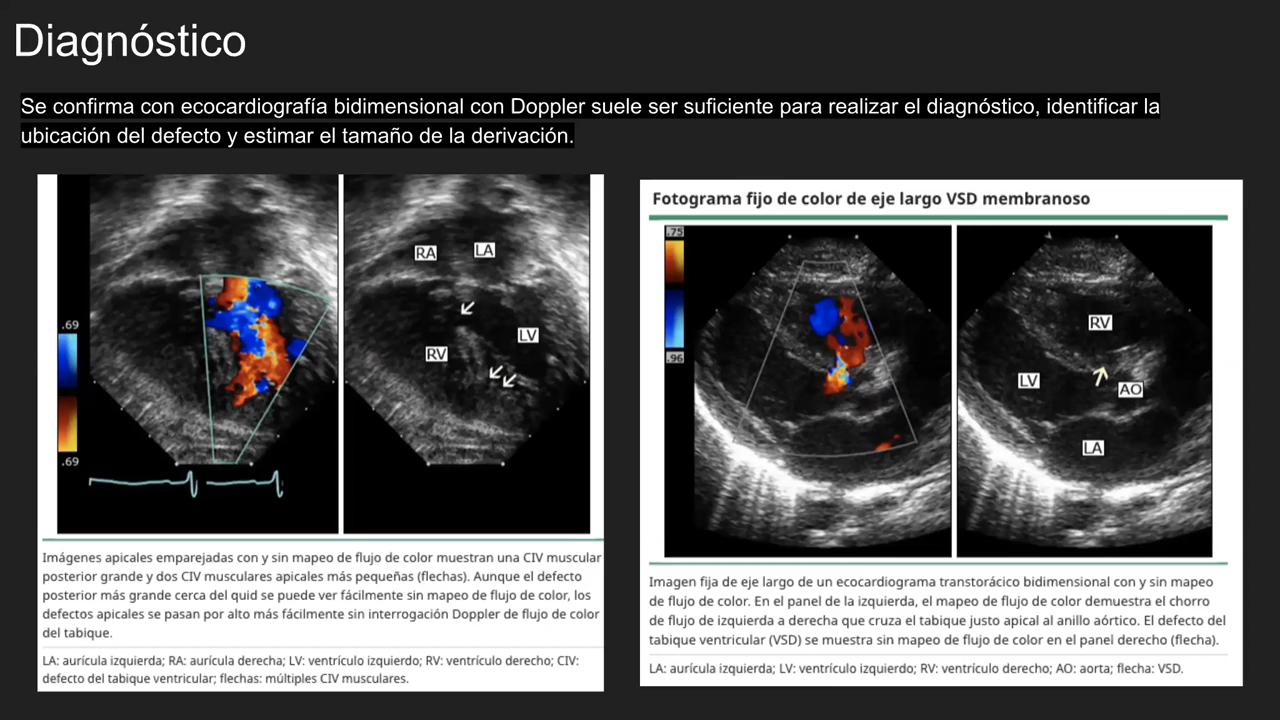 Diagnóstico
Se confirma con ecocardiografía bidimensional con Doppler suele ser suficiente para realizar el diagnóstico, identificar la
ubicación del defecto y estimar el tamaño de la derivación.
.69
.69
RA
LA
LV
RV
Imágenes apicales emparejadas con y sin mapeo de flujo de color muestran una CIV muscular
posterior grande y dos CIV musculares apicales más pequeñas (flechas). Aunque el defecto
posterior más grande cerca del quid se puede ver fácilmente sin mapeo de flujo de color, los
defectos apicales se pasan por alto más fácilmente sin interrogación Doppler de flujo de color
del tabique.
LA: aurícula izquierda; RA: aurícula derecha; LV: ventrículo izquierdo; RV: ventrículo derecho; CIV:
defecto del tabique ventricular; flechas: múltiples CIV musculares.
Fotograma fijo de color de eje largo VSD membranoso
.75
.96
RV
LV
AO
LA
Imagen fija de eje largo de un ecocardiograma transtorácico bidimensional con y sin mapeo
de flujo de color. En el panel de la izquierda, el mapeo de flujo de color demuestra el chorro
de flujo de izquierda a derecha que cruza el tabique justo apical al anillo aórtico. El defecto del
tabique ventricular (VSD) se muestra sin mapeo de flujo de color en el panel derecho (flecha).
LA: aurícula izquierda; LV: ventrículo izquierdo; RV: ventrículo derecho; AO: aorta; flecha: VSD.